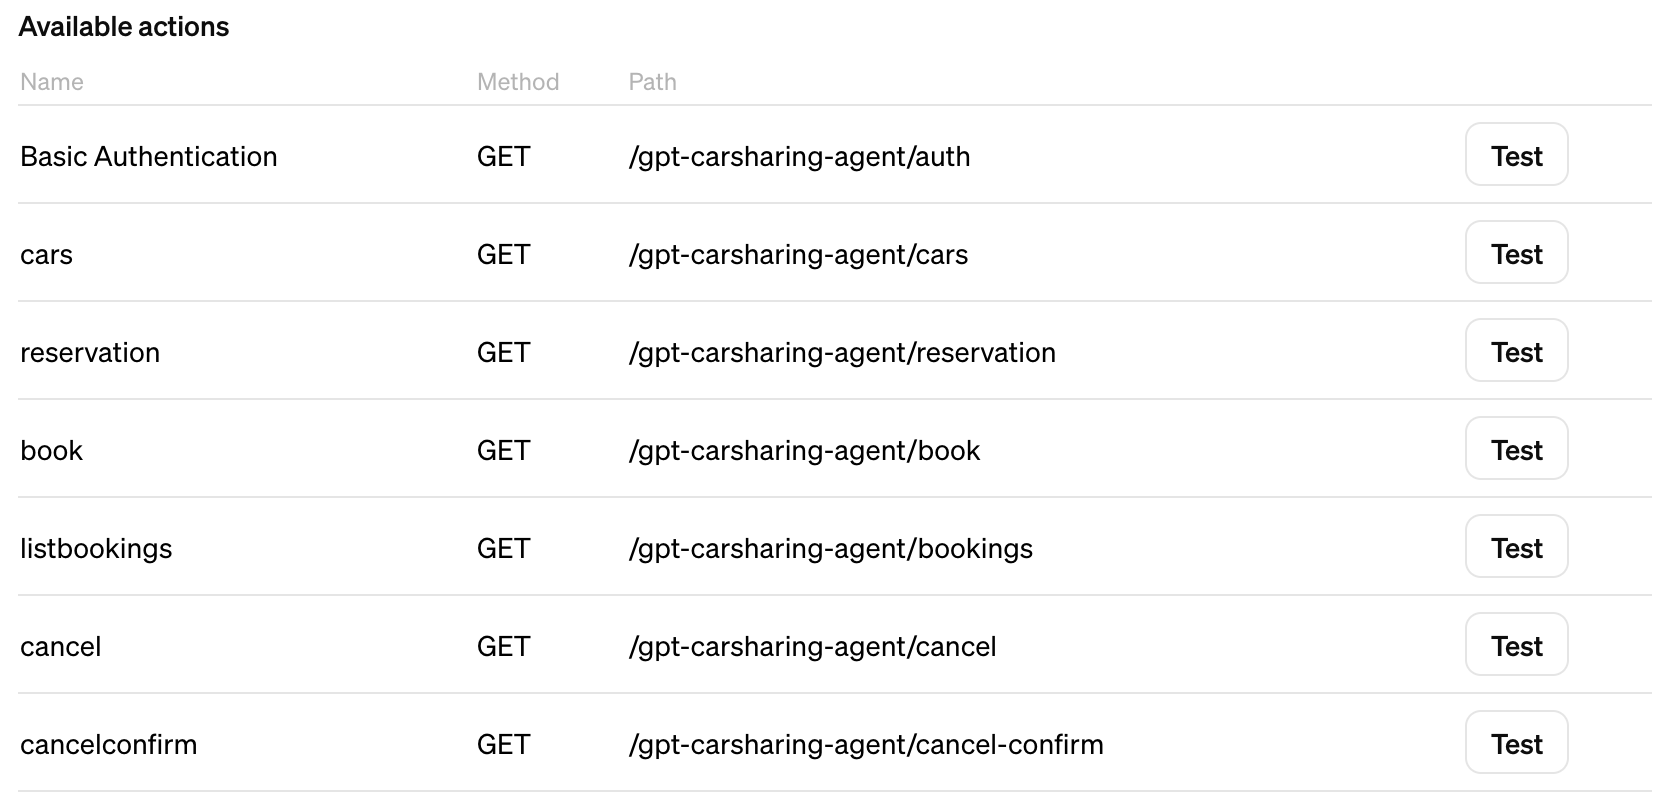 Available actions
Name Method Path
Basic Authentication GET /gpt-carsharing-agent/auth Test
cars GET /gpt-carsharing-agent/cars Test
reservation GET /gpt-carsharing-agent/reservation Test
book GET /gpt-carsharing-agent/book Test
listbookings GET /gpt-carsharing-agent/bookings Test
cancel GET /gpt-carsharing-agent/cancel Test
cancelconfirm GET /gpt-carsharing-agent/cancel-confirm Test